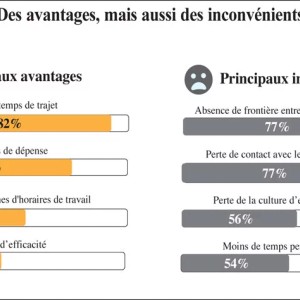 Des avantages, mais aussi des inconvénients
aux avantages
Principaux in
temps de trajet
82%
s de dépense
es d'horaires de travail
d'efficacité
Absence de frontière entre
77%
Perte de contact avec le
77%
Perte de la culture d'e
56%
Moins de temps pe
54%